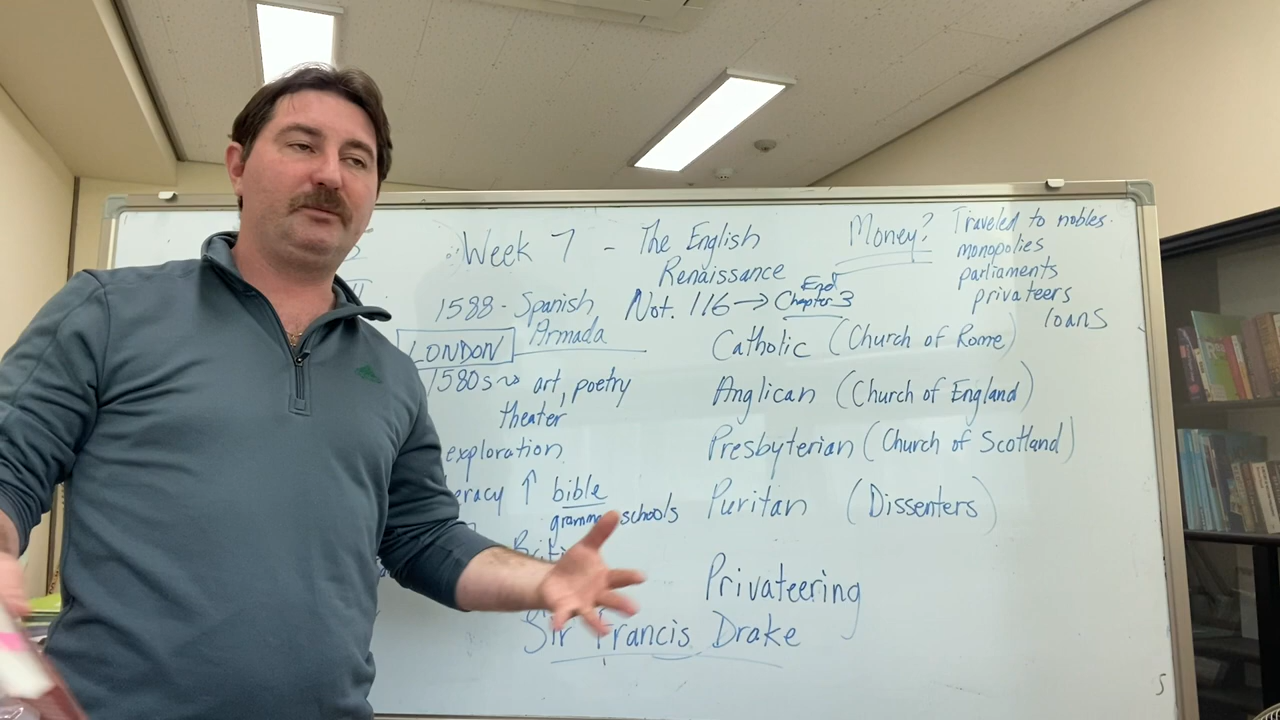 Week 7 - The English
Renaissance
1588 - Spanish
Armada
Not. 116 → Chapter 3
End
LONDON
1580s → art, poetry
theater
exploration
eracy ↑ bible
grammar schools
Sir Francis Drake
Money?
Traveled to nobles.
monopolies
parliaments
privateers
loans
Catholic (Church of Rome)
Anglican (Church of England)
Presbyterian (Church of Scotland)
Puritan (Dissenters)
Privateering